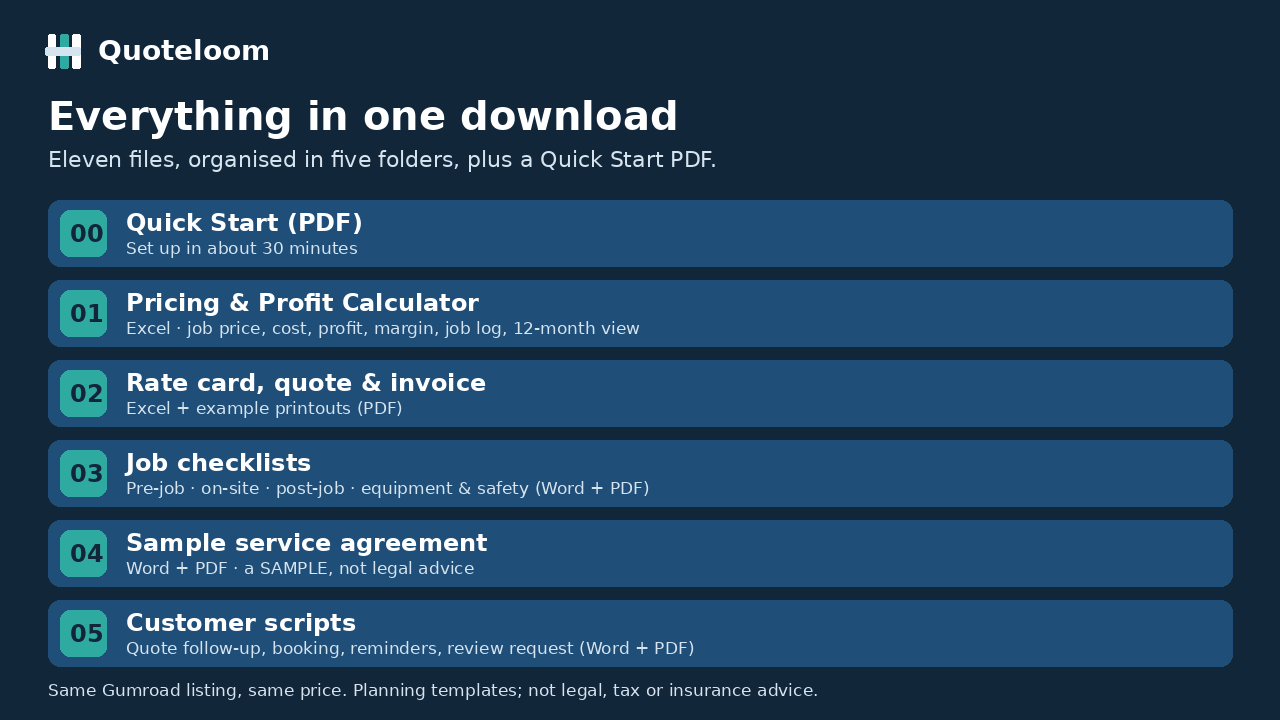 Quoteloom
Everything in one download
Eleven files, organised in five folders, plus a Quick Start PDF.
00
Quick Start (PDF)
Set up in about 30 minutes
01
Pricing & Profit Calculator
Excel · job price, cost, profit, margin, job log, 12-month view
02
Rate card, quote & invoice
Excel + example printouts (PDF)
03
Job checklists
Pre-job · on-site · post-job · equipment & safety (Word + PDF)
04
Sample service agreement
Word + PDF · a SAMPLE, not legal advice
05
Customer scripts
Quote follow-up, booking, reminders, review request (Word + PDF)
Same Gumroad listing, same price. Planning templates; not legal, tax or insurance advice.